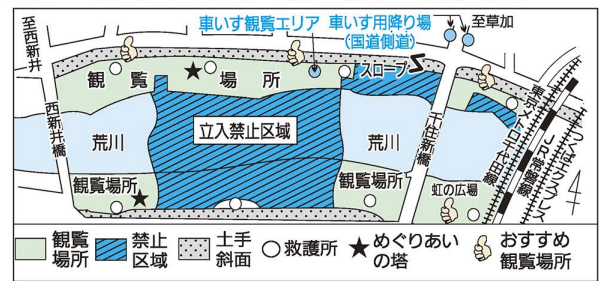 至西新井
車いす観覧エリア
車いす用降り場
(国道側道)
至草加
スロープ
観覧場所
西新井橋
荒川
立入禁止区域
荒川
千住新橋
東京メトロ千代田線
JR常磐線
つくばエクスプレス
観覧場所
観覧場所
虹の広場
観覧
場所
禁止
区域
土手
斜面
救護所
めぐりあい
の塔
おすすめ
観覧場所